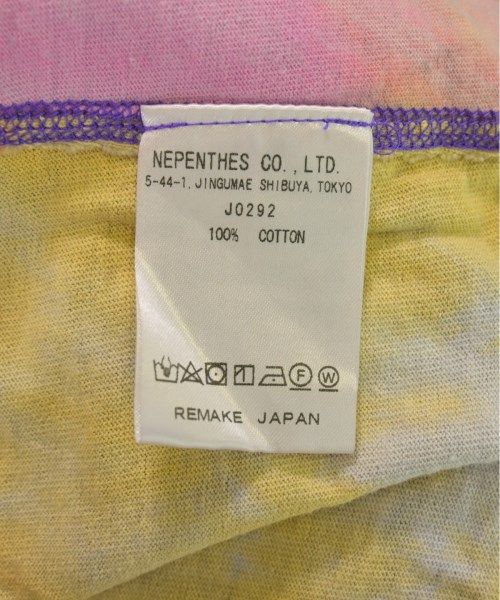 NEPENTHES CO.,LTD.
5-44-1, JINGUMAE SHIBUYA, TOKYO
J0292
100% COTTON
F W
REMAKE JAPAN